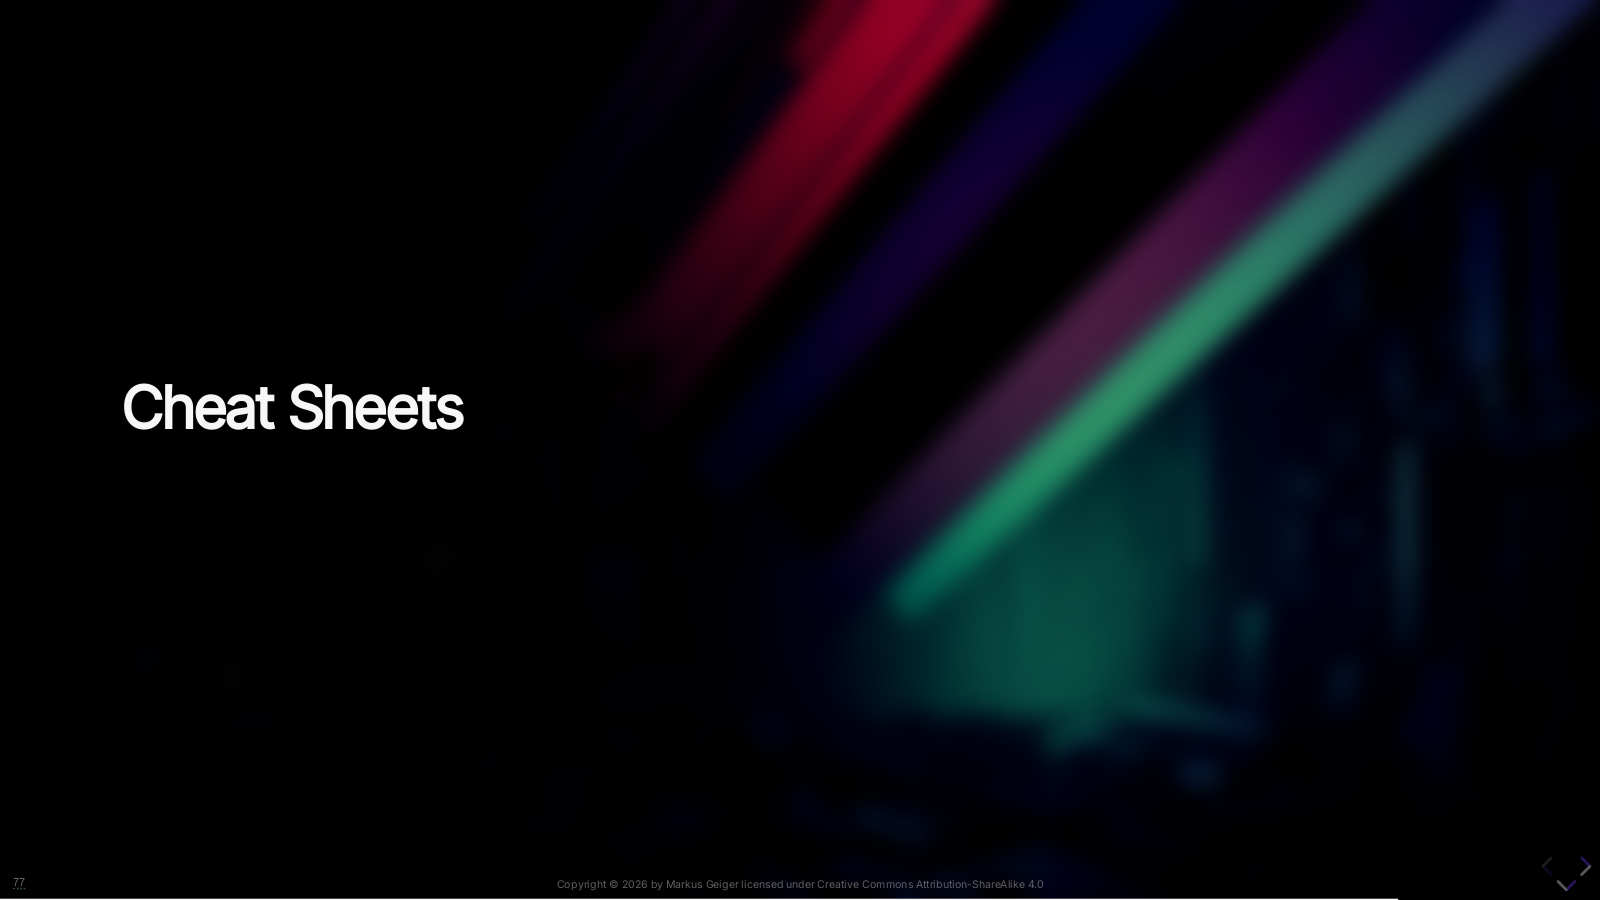 Cheat Sheets
77
Copyright © 2026 by Markus Geiger licensed under Creative Commons Attribution-ShareAlike 4.0